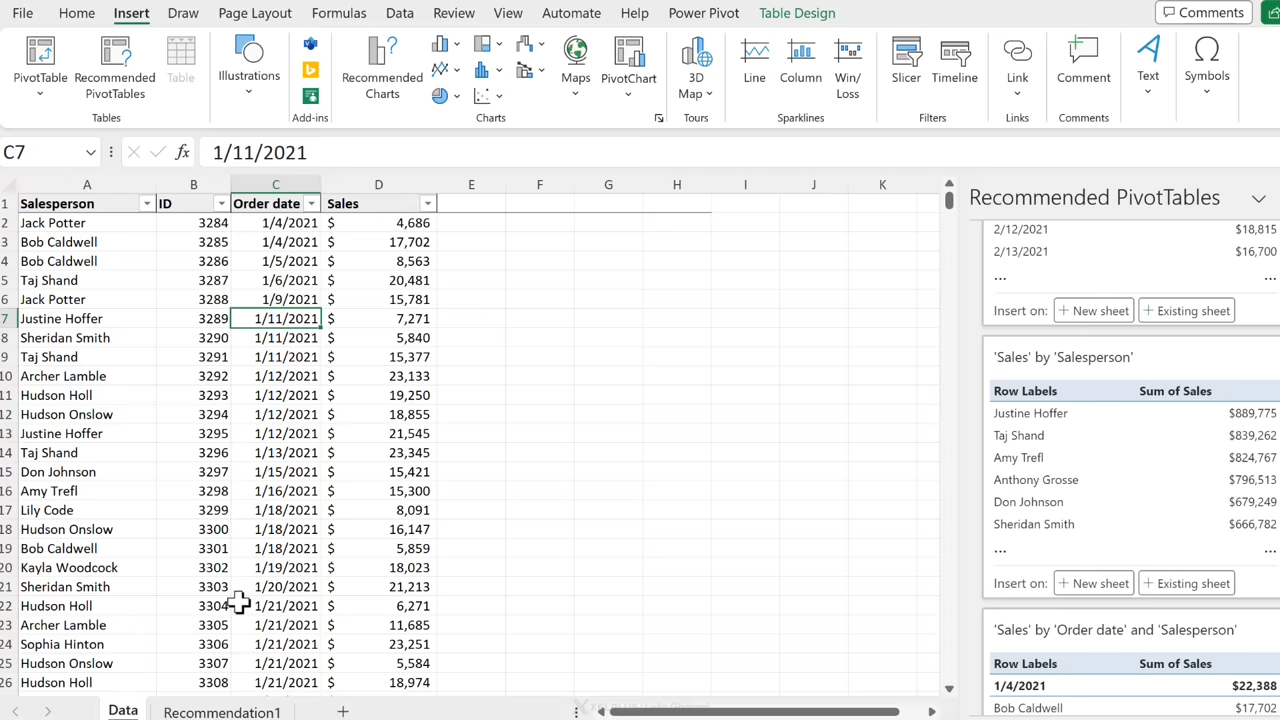 File Home Insert Draw Page Layout Formulas Data Review View Automate Help Power Pivot Table Design Comments
PivotTable Recommended PivotTables Table Illustrations Recommended Charts Maps PivotChart 3D Map Line Column Win/Loss Slicer Timeline Link Comment Text Symbols
Tables Add-ins Charts Tours Sparklines Filters Links Comments
C7 fx 1/11/2021
A B C D E F G H I J K
1 Salesperson ID Order date Sales
2 Jack Potter 3284 1/4/2021 $ 4,686
3 Bob Caldwell 3285 1/4/2021 $ 17,702
4 Bob Caldwell 3286 1/5/2021 $ 8,563
5 Taj Shand 3287 1/6/2021 $ 20,481
6 Jack Potter 3288 1/9/2021 $ 15,781
7 Justine Hoffer 3289 1/11/2021 $ 7,271
8 Sheridan Smith 3290 1/11/2021 $ 5,840
9 Taj Shand 3291 1/11/2021 $ 15,377
10 Archer Lamble 3292 1/12/2021 $ 23,133
11 Hudson Holl 3293 1/12/2021 $ 19,250
12 Hudson Onslow 3294 1/12/2021 $ 18,855
13 Justine Hoffer 3295 1/12/2021 $ 21,545
14 Taj Shand 3296 1/13/2021 $ 23,345
15 Don Johnson 3297 1/15/2021 $ 15,421
16 Amy Trefl 3298 1/16/2021 $ 15,300
17 Lily Code 3299 1/18/2021 $ 8,091
18 Hudson Onslow 3300 1/18/2021 $ 16,147
19 Bob Caldwell 3301 1/18/2021 $ 5,859
20 Kayla Woodcock 3302 1/19/2021 $ 18,023
21 Sheridan Smith 3303 1/20/2021 $ 21,213
22 Hudson Holl 3304 1/21/2021 $ 6,271
23 Archer Lamble 3305 1/21/2021 $ 11,685
24 Sophia Hinton 3306 1/21/2021 $ 23,251
25 Hudson Onslow 3307 1/21/2021 $ 5,584
26 Hudson Holl 3308 1/21/2021 $ 18,974
Data Recommendation1
Recommended PivotTables
2/12/2021 $18,815
2/13/2021 $16,700
... ...
Insert on: + New sheet + Existing sheet
'Sales' by 'Salesperson'
Row Labels Sum of Sales
Justine Hoffer $889,775
Taj Shand $839,262
Amy Trefl $824,767
Anthony Grosse $796,513
Don Johnson $679,249
Sheridan Smith $666,782
... ...
Insert on: + New sheet + Existing sheet
'Sales' by 'Order date' and 'Salesperson'
Row Labels Sum of Sales
1/4/2021 $22,388
Bob Caldwell $17,702